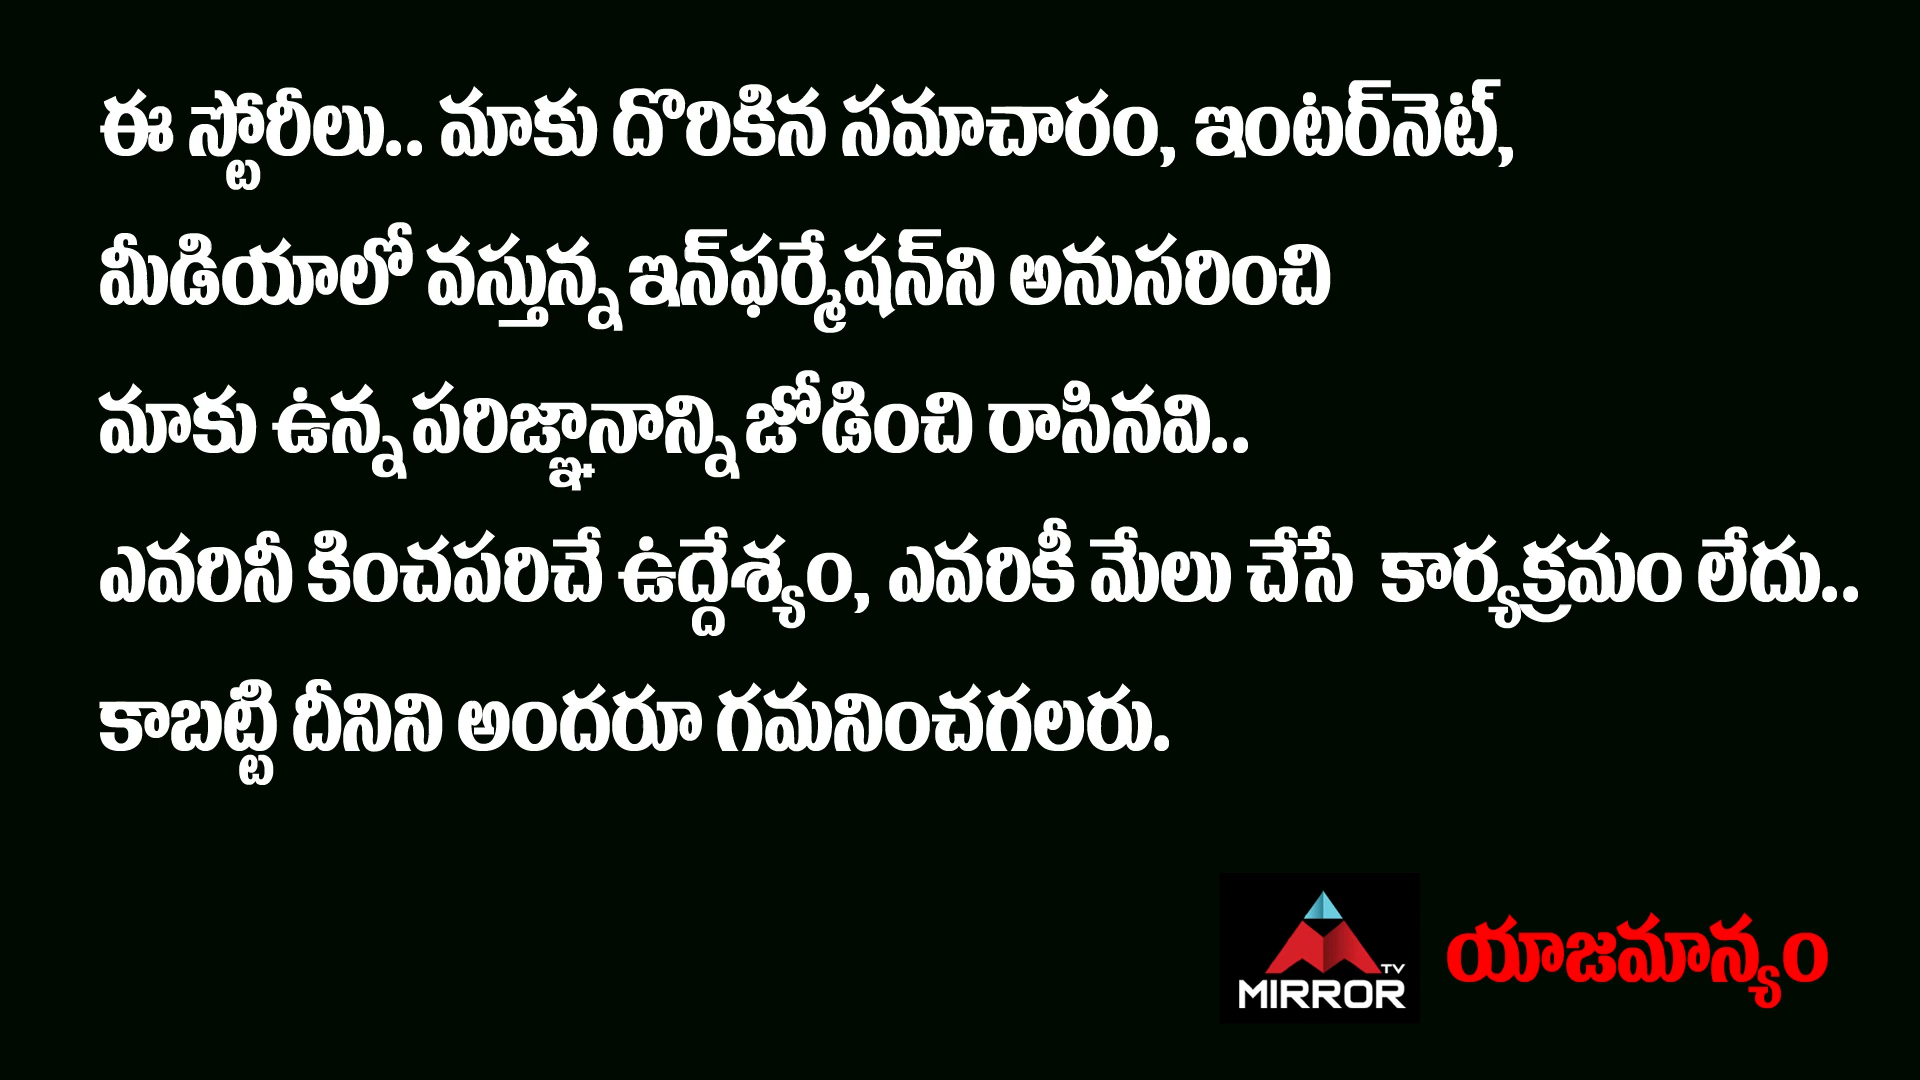 ఈ స్టోరీలు.. మాకు దొరికిన సమాచారం, ఇంటర్‌నెట్,
మీడియాలో వస్తున్న ఇన్‌ఫర్మేషన్‌ని అనుసరించి
మాకు ఉన్న పరిజ్ఞానాన్ని జోడించి రాసినవి..
ఎవరినీ కించపరిచే ఉద్దేశ్యం, ఎవరికీ మేలు చేసే కార్యక్రమం లేదు..
కాబట్టి దీనిని అందరూ గమనించగలరు.
TV
MIRROR
యాజమాన్యం